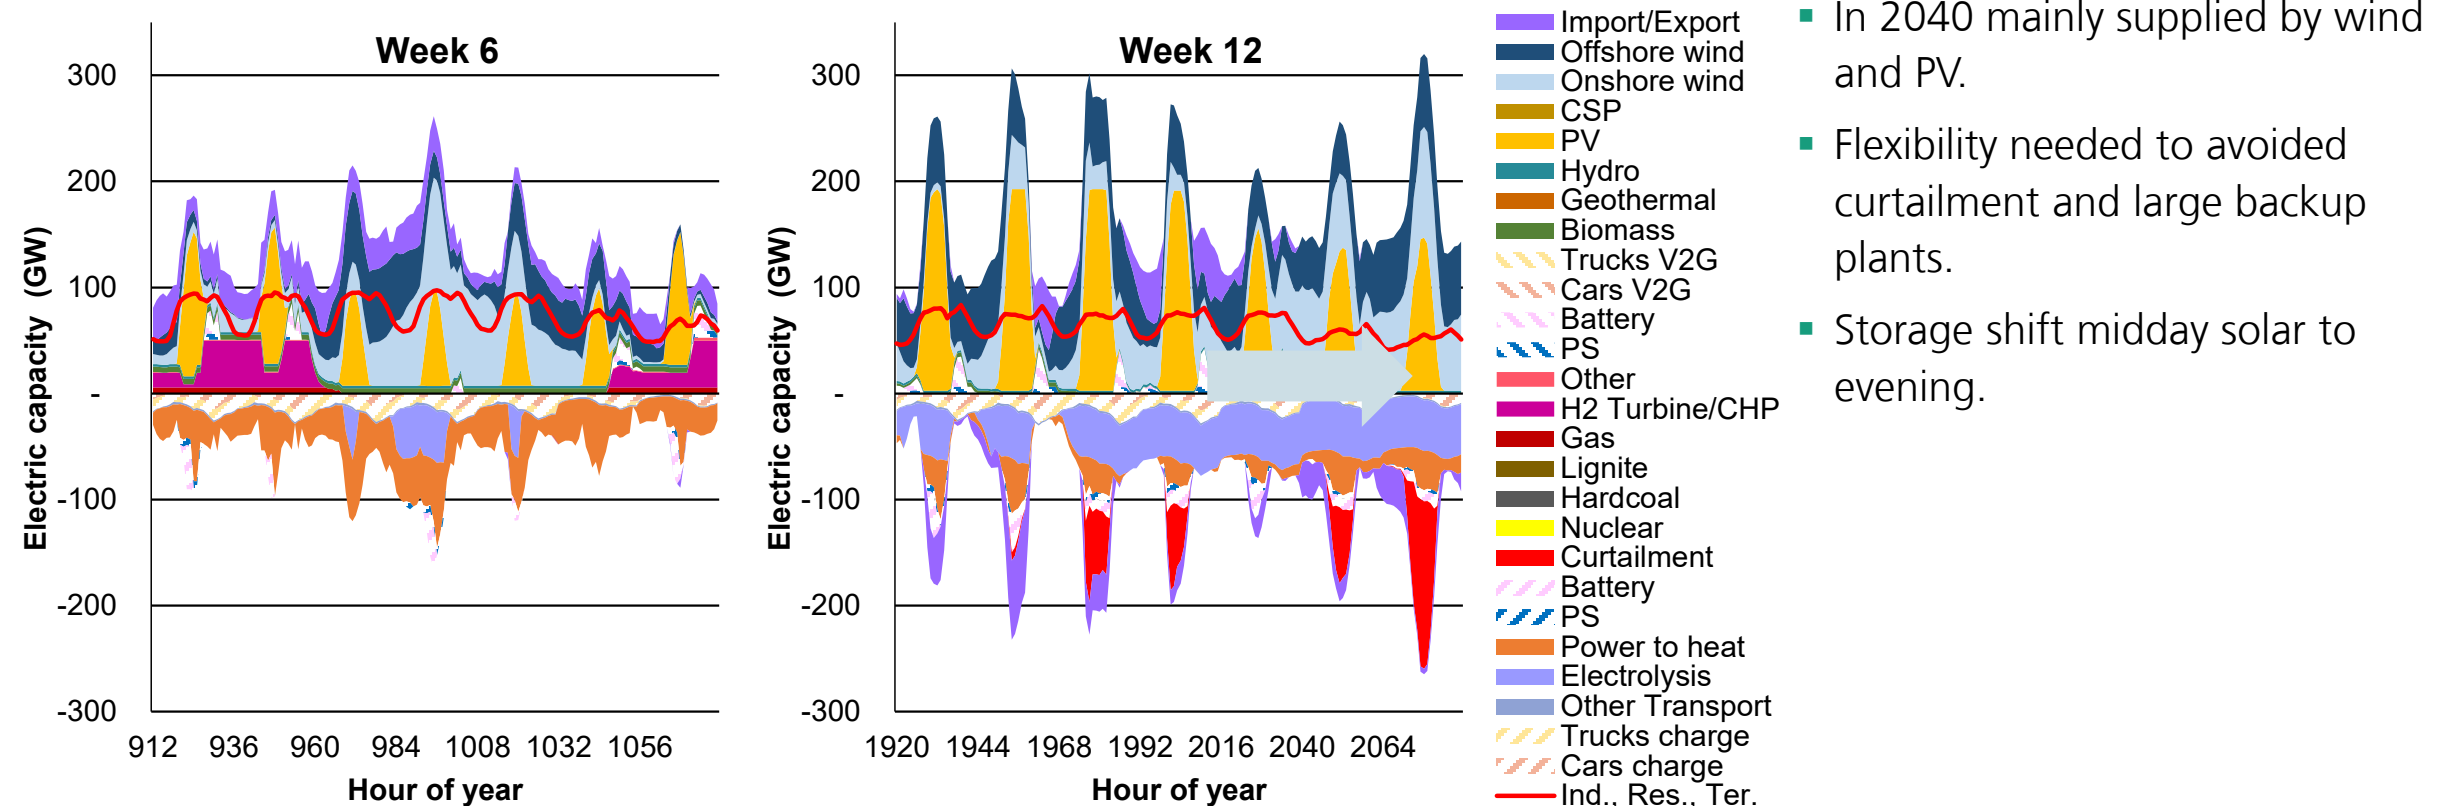 Week 6
Electric capacity (GW)
300
200
100
-
-100
-200
-300
912 936 960 984 1008 1032 1056
Hour of year
Week 12
Electric capacity (GW)
300
200
100
-
-100
-200
-300
1920 1944 1968 1992 2016 2040 2064
Hour of year
Import/Export
Offshore wind
Onshore wind
CSP
PV
Hydro
Geothermal
Biomass
Trucks V2G
Cars V2G
Battery
PS
Other
H2 Turbine/CHP
Gas
Lignite
Hardcoal
Nuclear
Curtailment
Battery
PS
Power to heat
Electrolysis
Other Transport
Trucks charge
Cars charge
Ind., Res., Ter.
▪ In 2040 mainly supplied by wind
and PV.
▪ Flexibility needed to avoided
curtailment and large backup
plants.
▪ Storage shift midday solar to
evening.